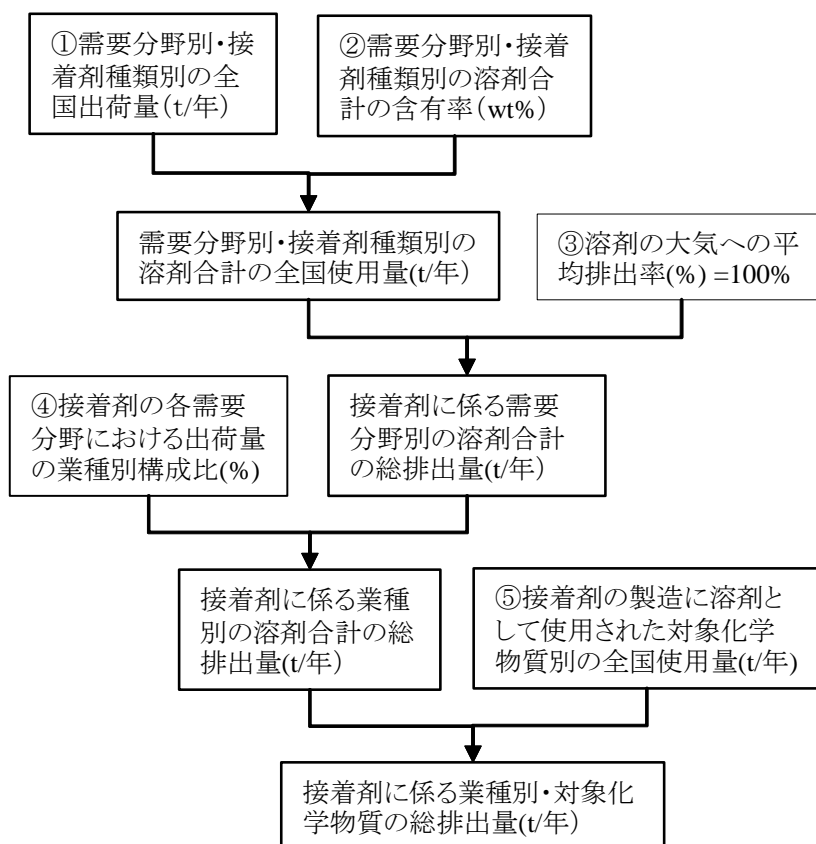 ①需要分野別・接
着剤種類別の全
国出荷量（t/年）
②需要分野別・接着
剤種類別の溶剤合
計の含有率（wt%）
需要分野別・接着剤種類別の
溶剤合計の全国使用量(t/年)
③溶剤の大気への平
均排出率(%) =100%
④接着剤の各需要
分野における出荷量
の業種別構成比(%)
接着剤に係る需要
分野別の溶剤合計
の総排出量(t/年)
接着剤に係る業種
別の溶剤合計の総
排出量(t/年)
⑤接着剤の製造に溶剤と
して使用された対象化学
物質別の全国使用量(t/年)
接着剤に係る業種別・対象化
学物質の総排出量(t/年)